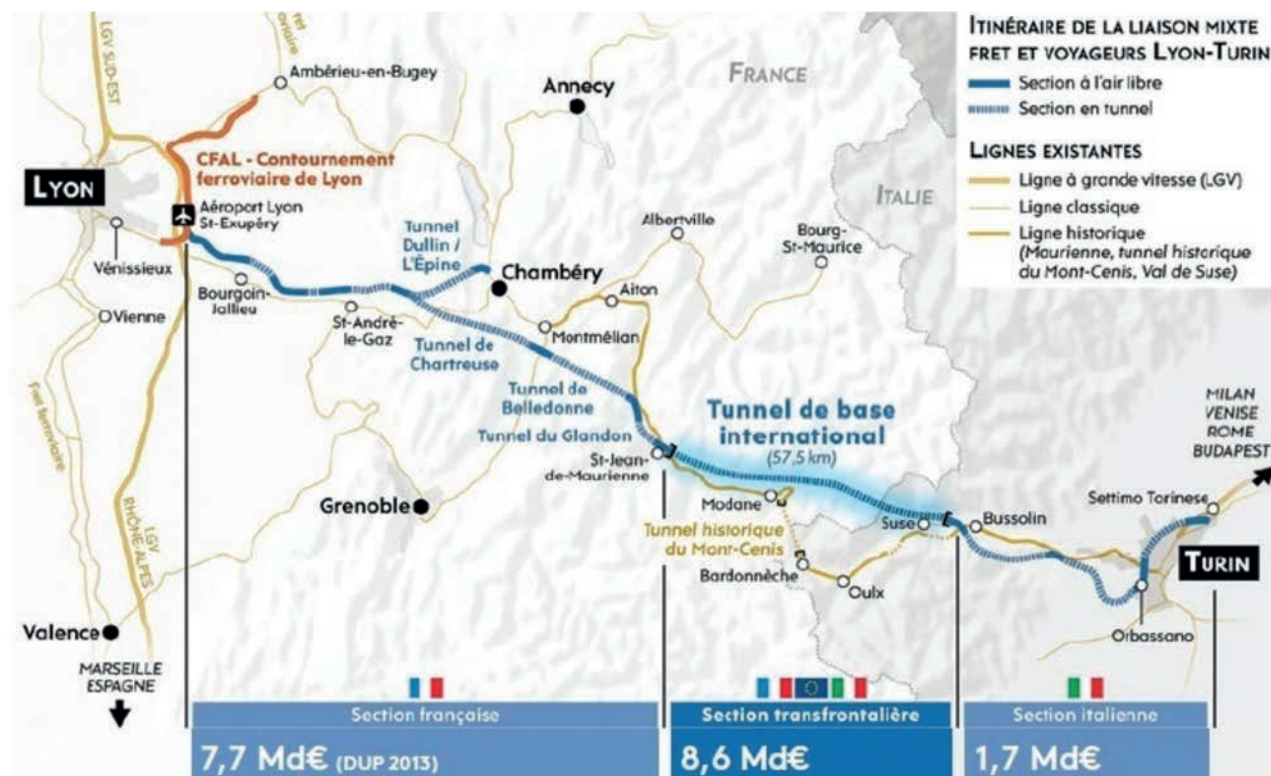 ITINÉRAIRE DE LA LIAISON MIXTE
FRET ET VOYAGEURS LYON-TURIN
Section à l'air libre
Section en tunnel
LIGNES EXISTANTES
Ligne à grande vitesse (LGV)
Ligne classique
Ligne historique
(Maurienne, tunnel historique
du Mont-Cenis, Val de Suse)
LGV SUD-EST
Ambérieu-en-Bugey
Annecy
FRANCE
ITALIE
LYON
CFAL - Contournement
ferroviaire de Lyon
Aéroport Lyon
St-Exupéry
Vénissieux
Bourgoin-
Jallieu
Vienne
St-André-
le-Gaz
Tunnel
Dullin /
L'Épine
Chambéry
Albertville
Bourg-
St-Maurice
Aiton
Montmélian
Tunnel de
Chartreuse
Tunnel de
Belledonne
Tunnel du Glandon
St-Jean-
de-Maurienne
Tunnel de base
international
(57,5 km)
Fret ferroviaire
LGV
RHÔNE-ALPES
Grenoble
Modane
Tunnel historique
du Mont-Cenis
Bardonnèche
Oulx
Suse
Bussolin
MILAN
VENISE
ROME
BUDAPEST
Settimo Torinese
TURIN
Orbassano
Valence
MARSEILLE
ESPAGNE
Section française
7,7 Md€ (DUP 2013)
Section transfrontalière
8,6 Md€
Section italienne
1,7 Md€